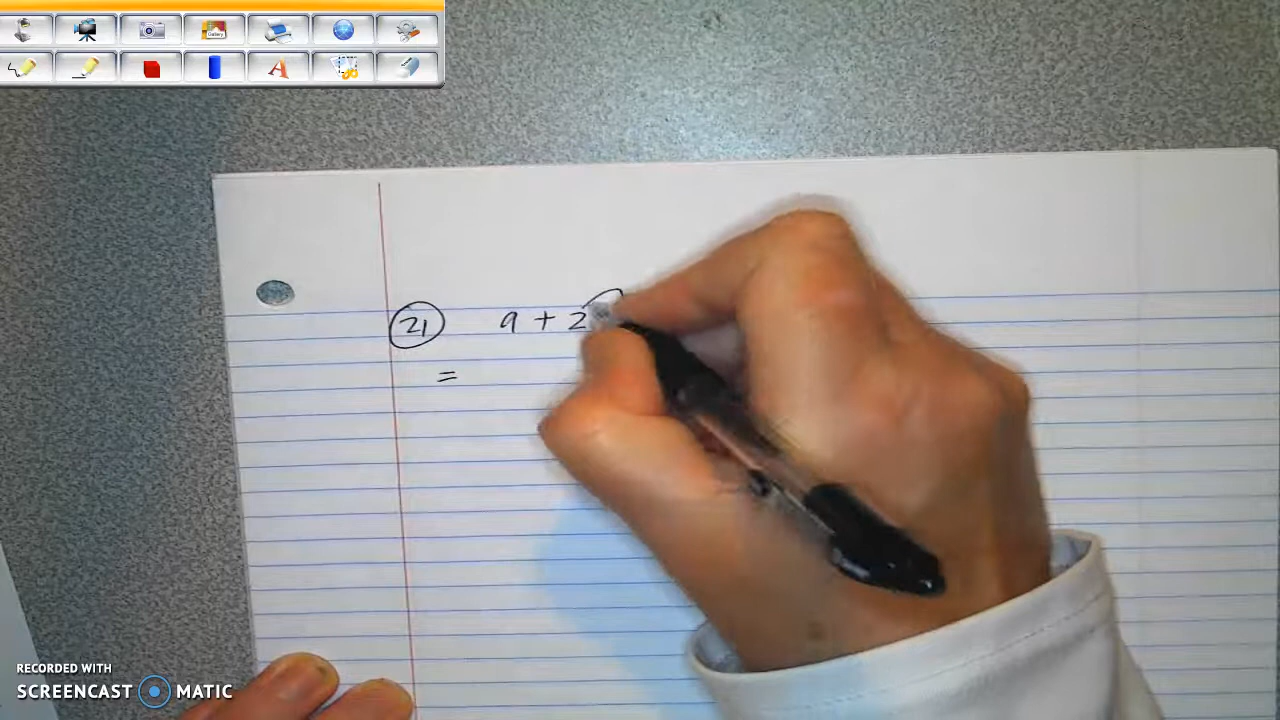 21 9 + 2
=
RECORDED WITH
SCREENCAST MATIC